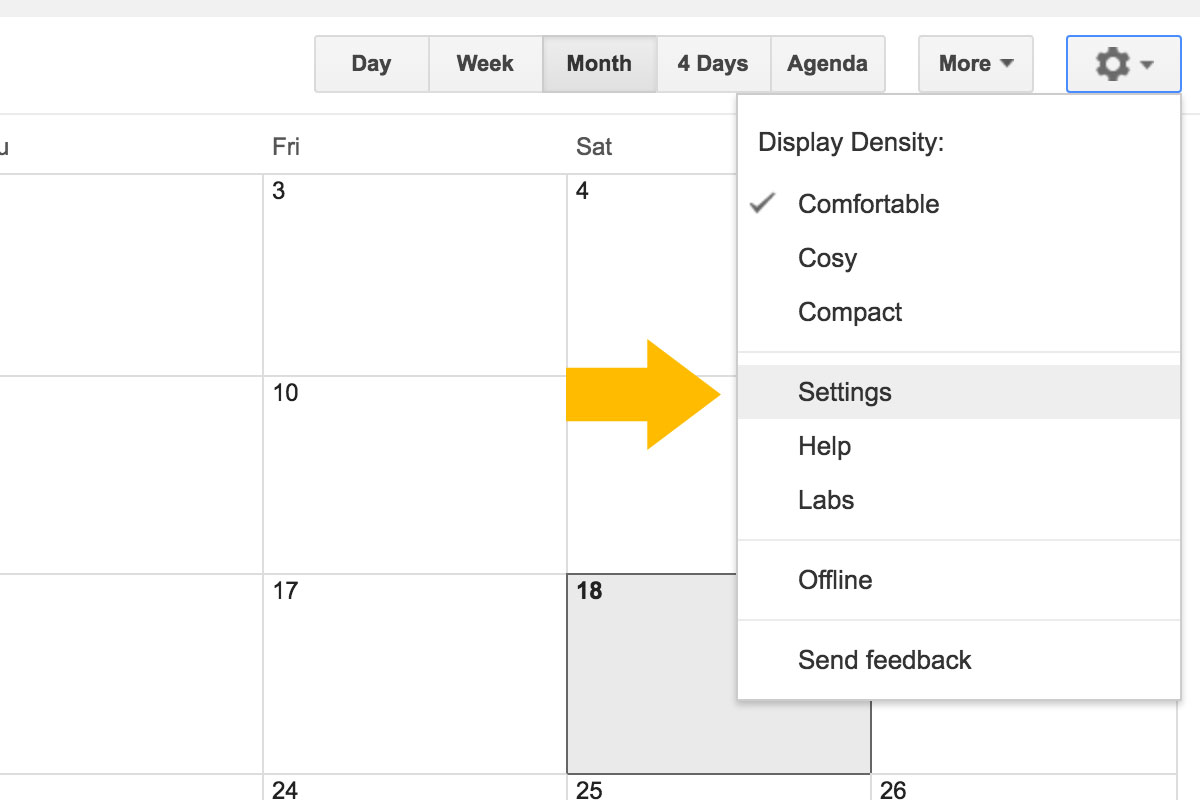 Day Week Month 4 Days Agenda More
Display Density:
Fri Sat
3 4
Comfortable
Cosy
Compact
10
Settings
Help
Labs
Offline
17 18
Send feedback
24 25 26